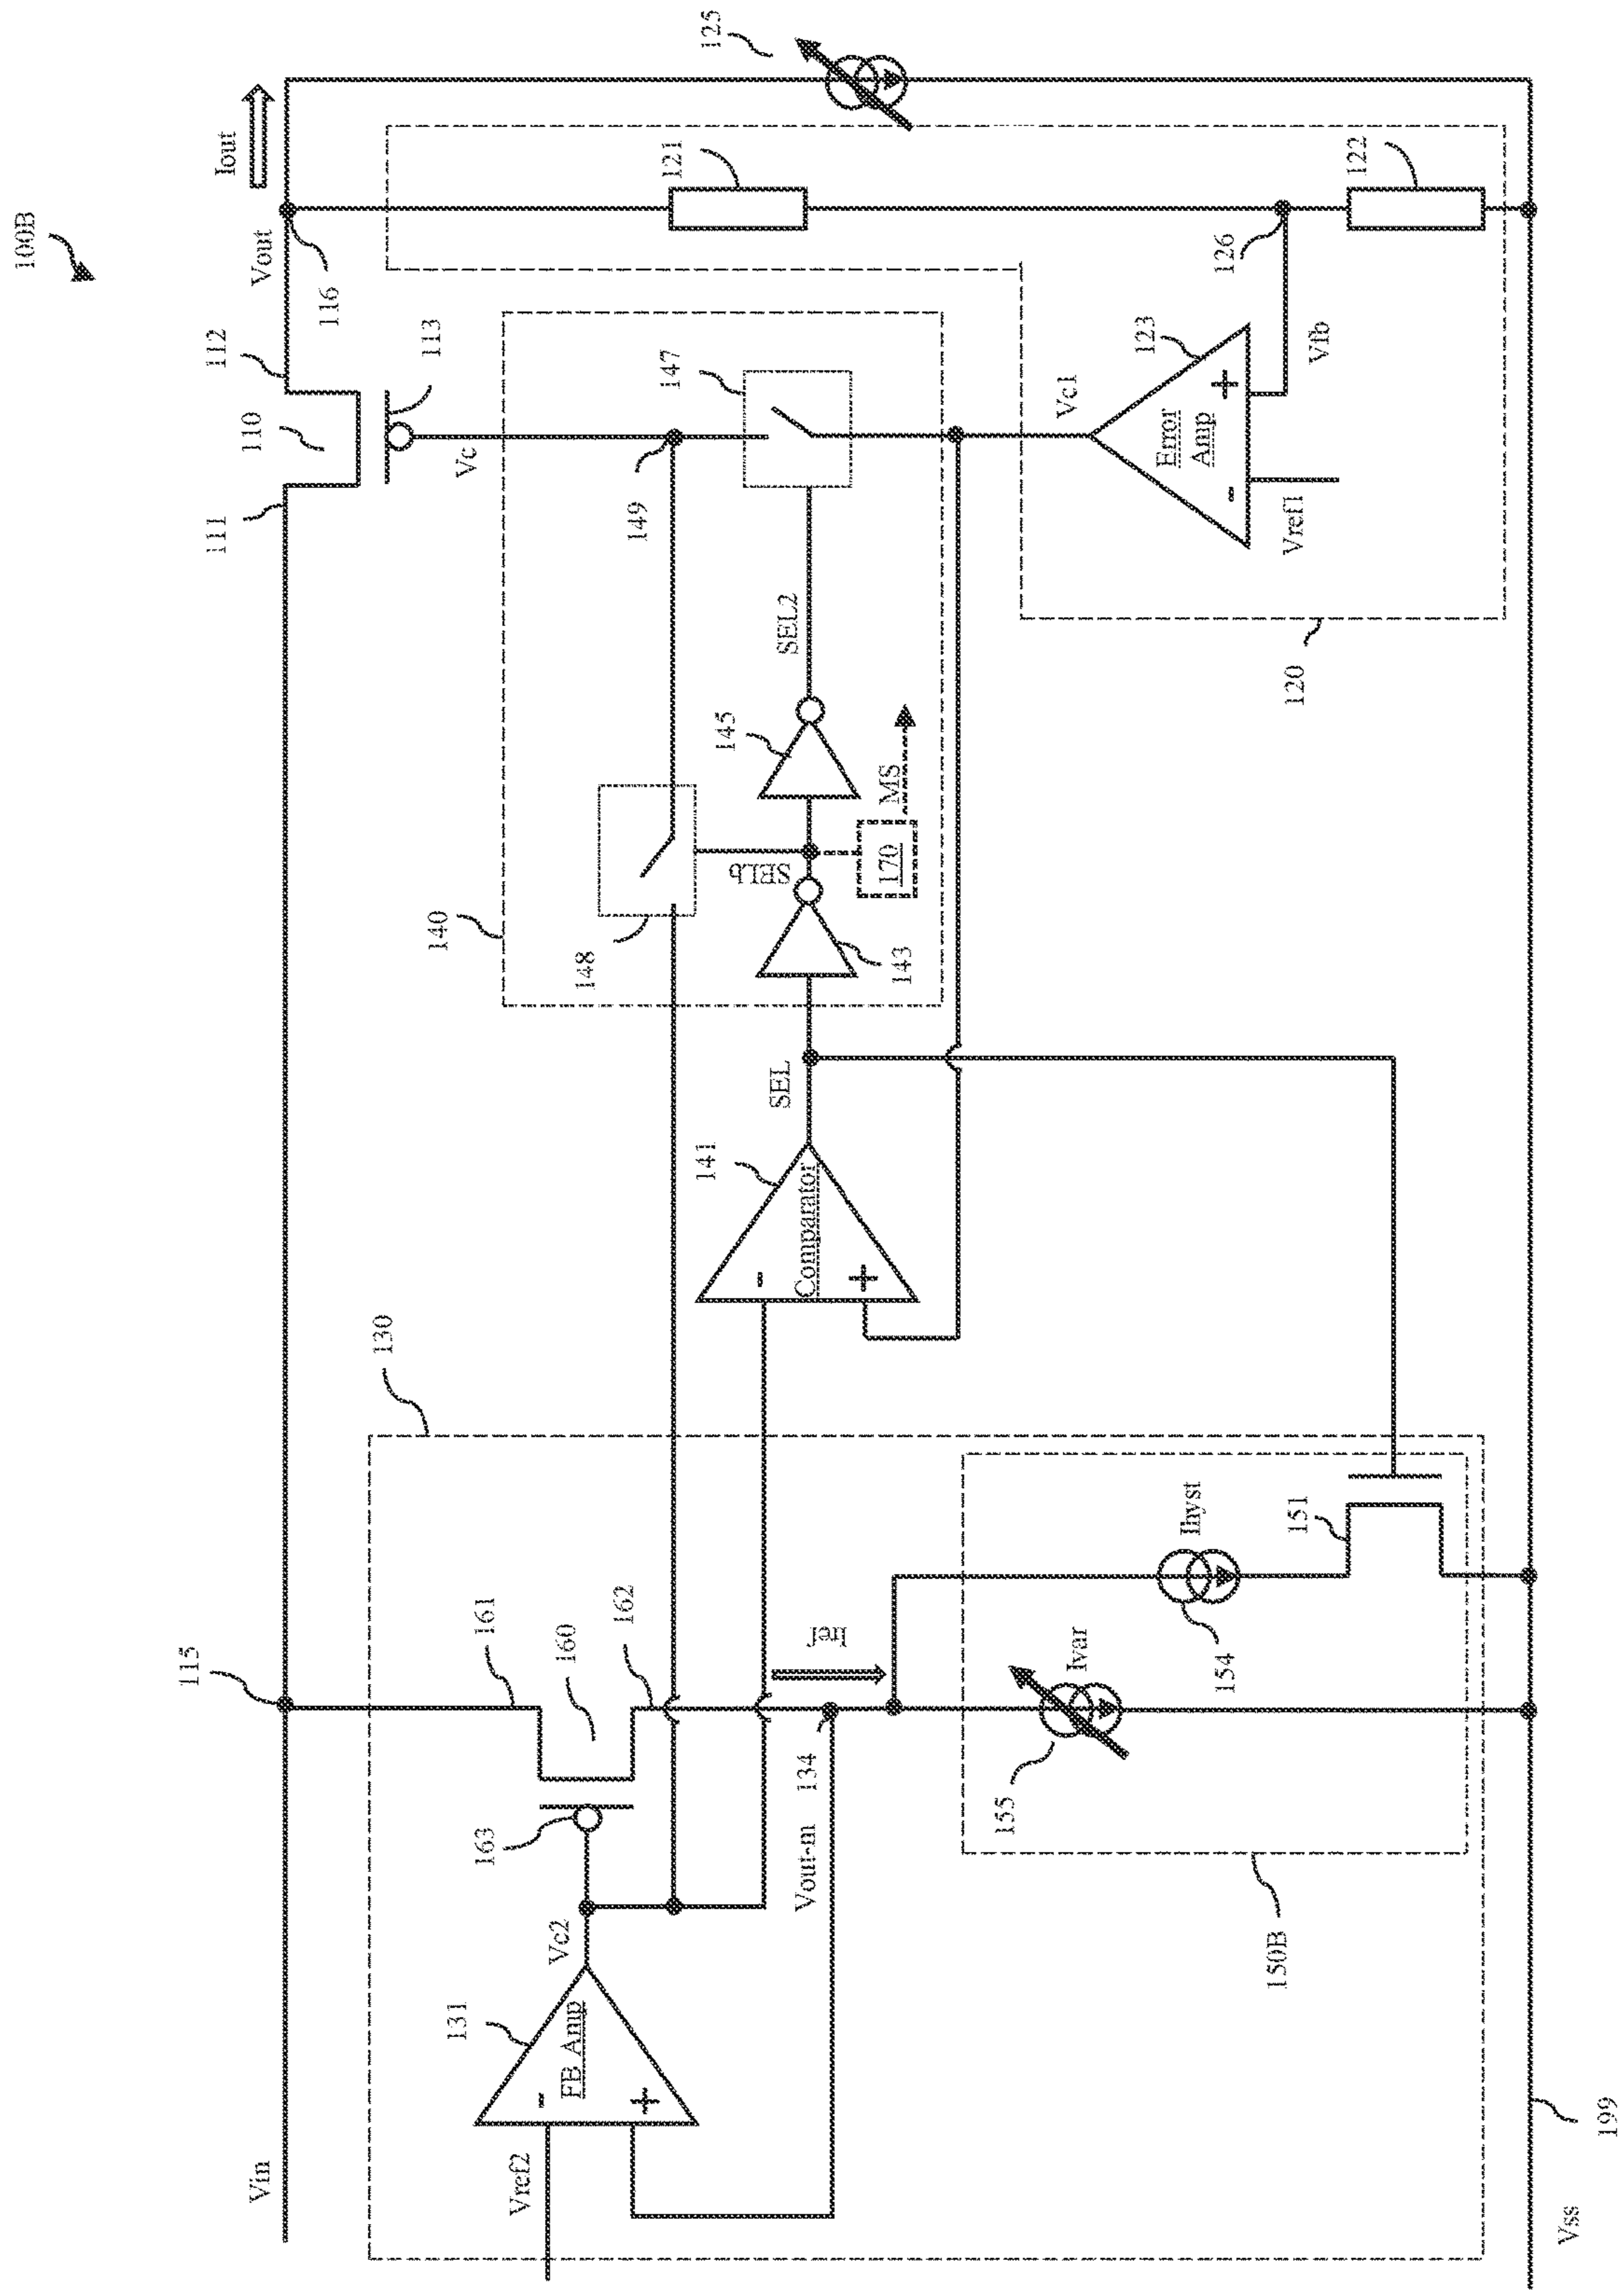 100B
Vin
115
111
110
112
113
Vout
116
Iout
125
130
161
160
162
163
Vc2
131
FB Amp
-
+
Vref2
Vout-m
134
Iref
155
Ivar
154
Ihyst
151
150B
141
Comparator
-
+
SEL
140
148
143
SELb
170
MS
145
SEL2
149
147
Vc
Vc1
123
Error
Amp
-
+
Vref1
Vfb
126
121
122
120
Vss
199